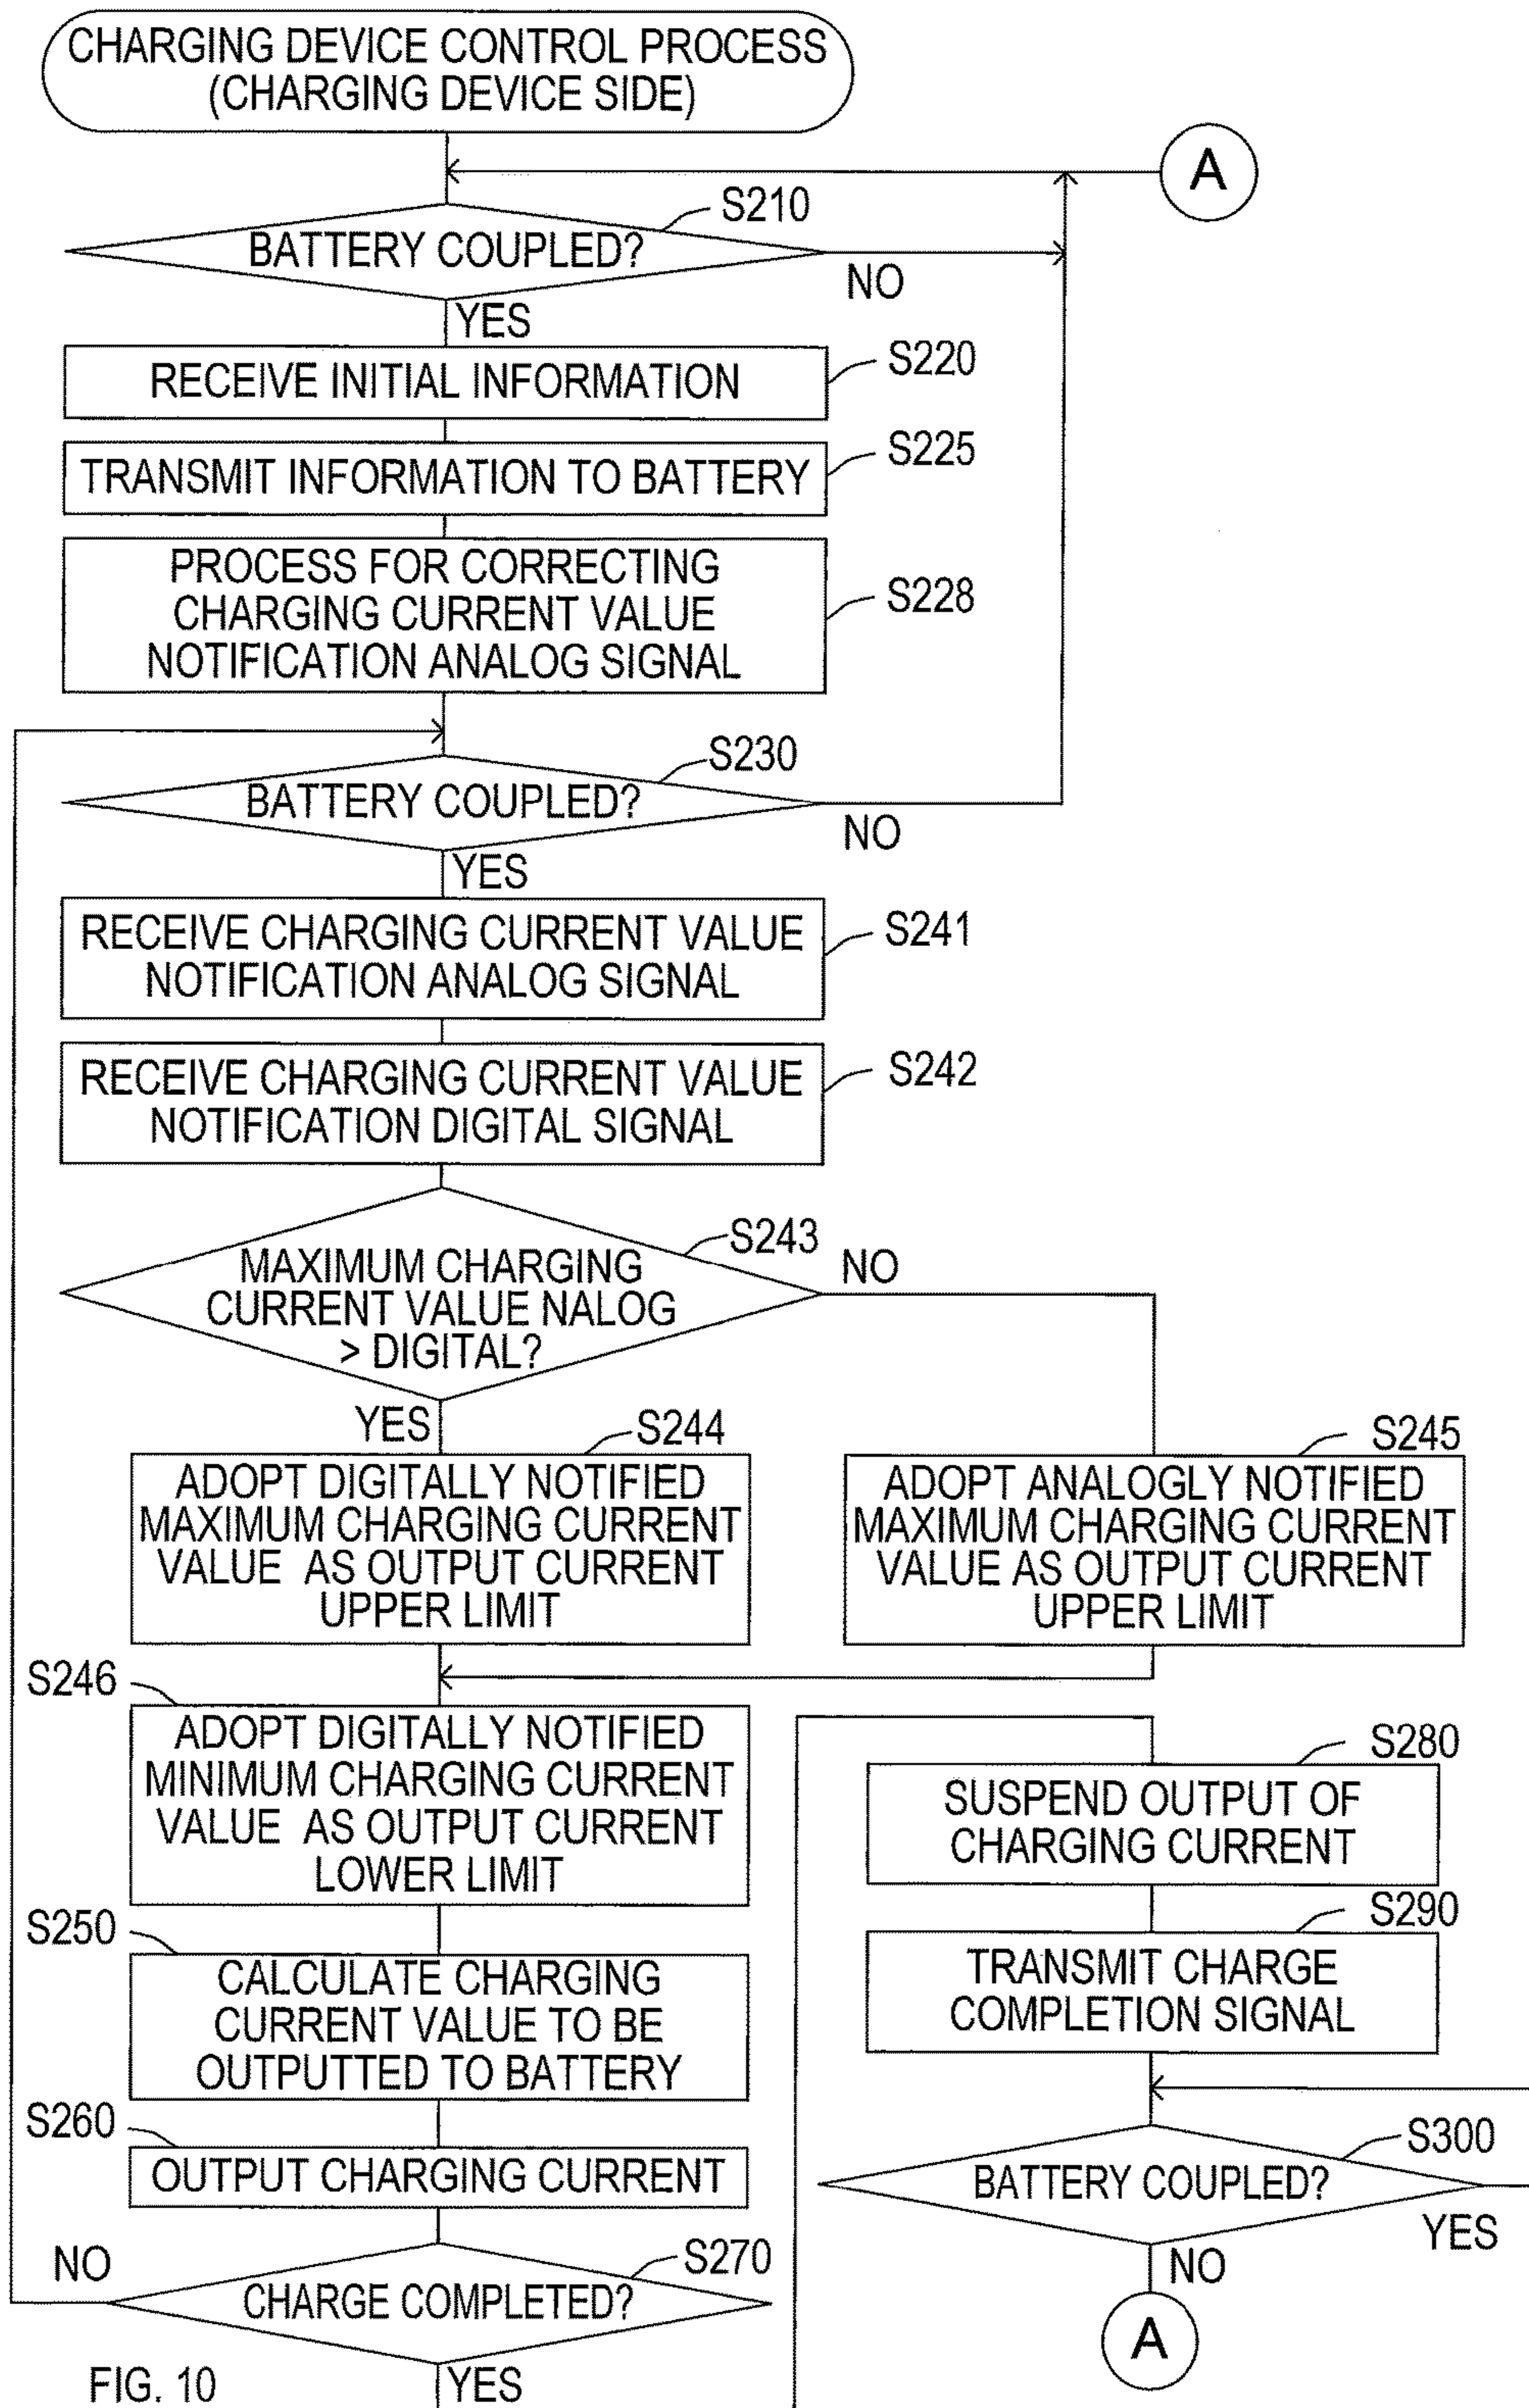 CHARGING DEVICE CONTROL PROCESS
(CHARGING DEVICE SIDE)
A
S210
BATTERY COUPLED?
NO
YES
S220
RECEIVE INITIAL INFORMATION
S225
TRANSMIT INFORMATION TO BATTERY
PROCESS FOR CORRECTING
CHARGING CURRENT VALUE
NOTIFICATION ANALOG SIGNAL
S228
S230
BATTERY COUPLED?
NO
YES
RECEIVE CHARGING CURRENT VALUE
NOTIFICATION ANALOG SIGNAL
S241
RECEIVE CHARGING CURRENT VALUE
NOTIFICATION DIGITAL SIGNAL
S242
S243
MAXIMUM CHARGING
CURRENT VALUE NALOG
> DIGITAL?
NO
YES
S244
ADOPT DIGITALLY NOTIFIED
MAXIMUM CHARGING CURRENT
VALUE AS OUTPUT CURRENT
UPPER LIMIT
S245
ADOPT ANALOGLY NOTIFIED
MAXIMUM CHARGING CURRENT
VALUE AS OUTPUT CURRENT
UPPER LIMIT
S246
ADOPT DIGITALLY NOTIFIED
MINIMUM CHARGING CURRENT
VALUE AS OUTPUT CURRENT
LOWER LIMIT
S250
CALCULATE CHARGING
CURRENT VALUE TO BE
OUTPUTTED TO BATTERY
S260
OUTPUT CHARGING CURRENT
S270
CHARGE COMPLETED?
NO
YES
S280
SUSPEND OUTPUT OF
CHARGING CURRENT
S290
TRANSMIT CHARGE
COMPLETION SIGNAL
S300
BATTERY COUPLED?
YES
NO
A
FIG. 10